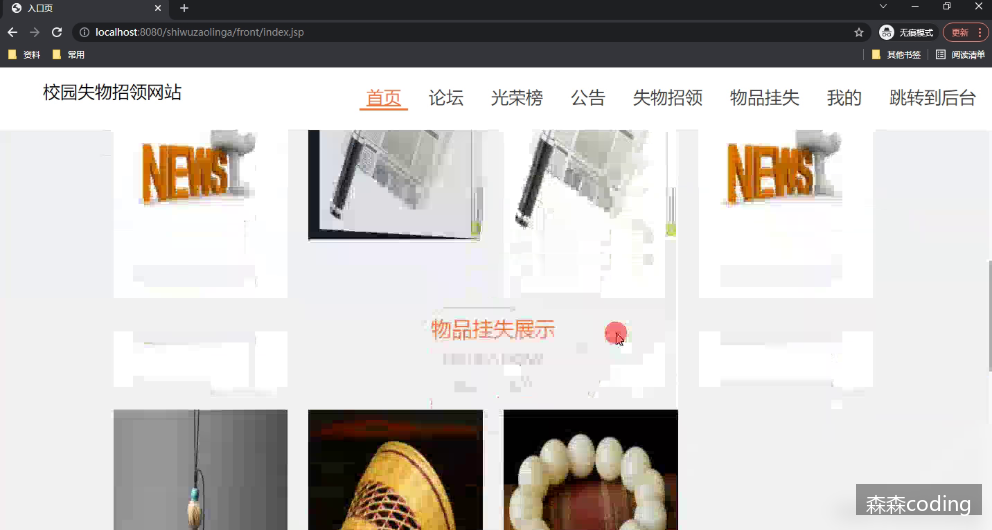 入口页
localhost:8080/shiwuzaolinga/front/index.jsp
无痕模式
更新
资料
常用
其他书签
阅读清单
校园失物招领网站
首页
论坛
光荣榜
公告
失物招领
物品挂失
我的
跳转到后台
NEWS
NEWS
物品挂失展示
森森coding